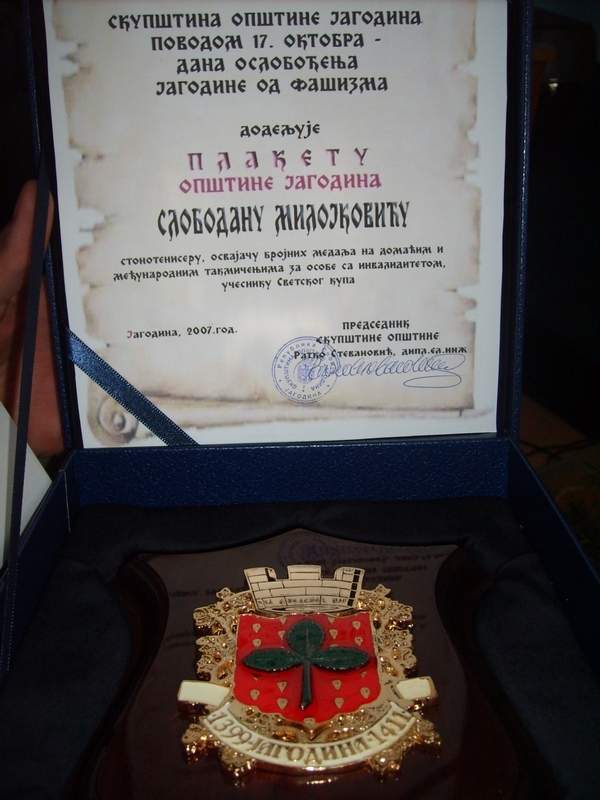 СКУПШТИНА ОПШТИНЕ ЈАГОДИНА
ПОВОДОМ 17. ОКТОБРА -
ДАНА ОСЛОБОЂЕЊА
ЈАГОДИНЕ ОД ФАШИЗМА
додељује
ПЛАКЕТУ
ОПШТИНЕ ЈАГОДИНА
СЛОБОДАНУ МИЛОЈКОВИЋУ
стонотенисеру, освајачу бројних медаља на домаћим и
међународним такмичењима за особе са инвалидитетом,
учеснику Светског купа
Јагодина, 2007.год.
ПРЕДСЕДНИК
СКУПШТИНЕ ОПШТИНЕ
Ратко Стевановић, дипл.ел.инж
1399·ЈАГОДИНА·1411